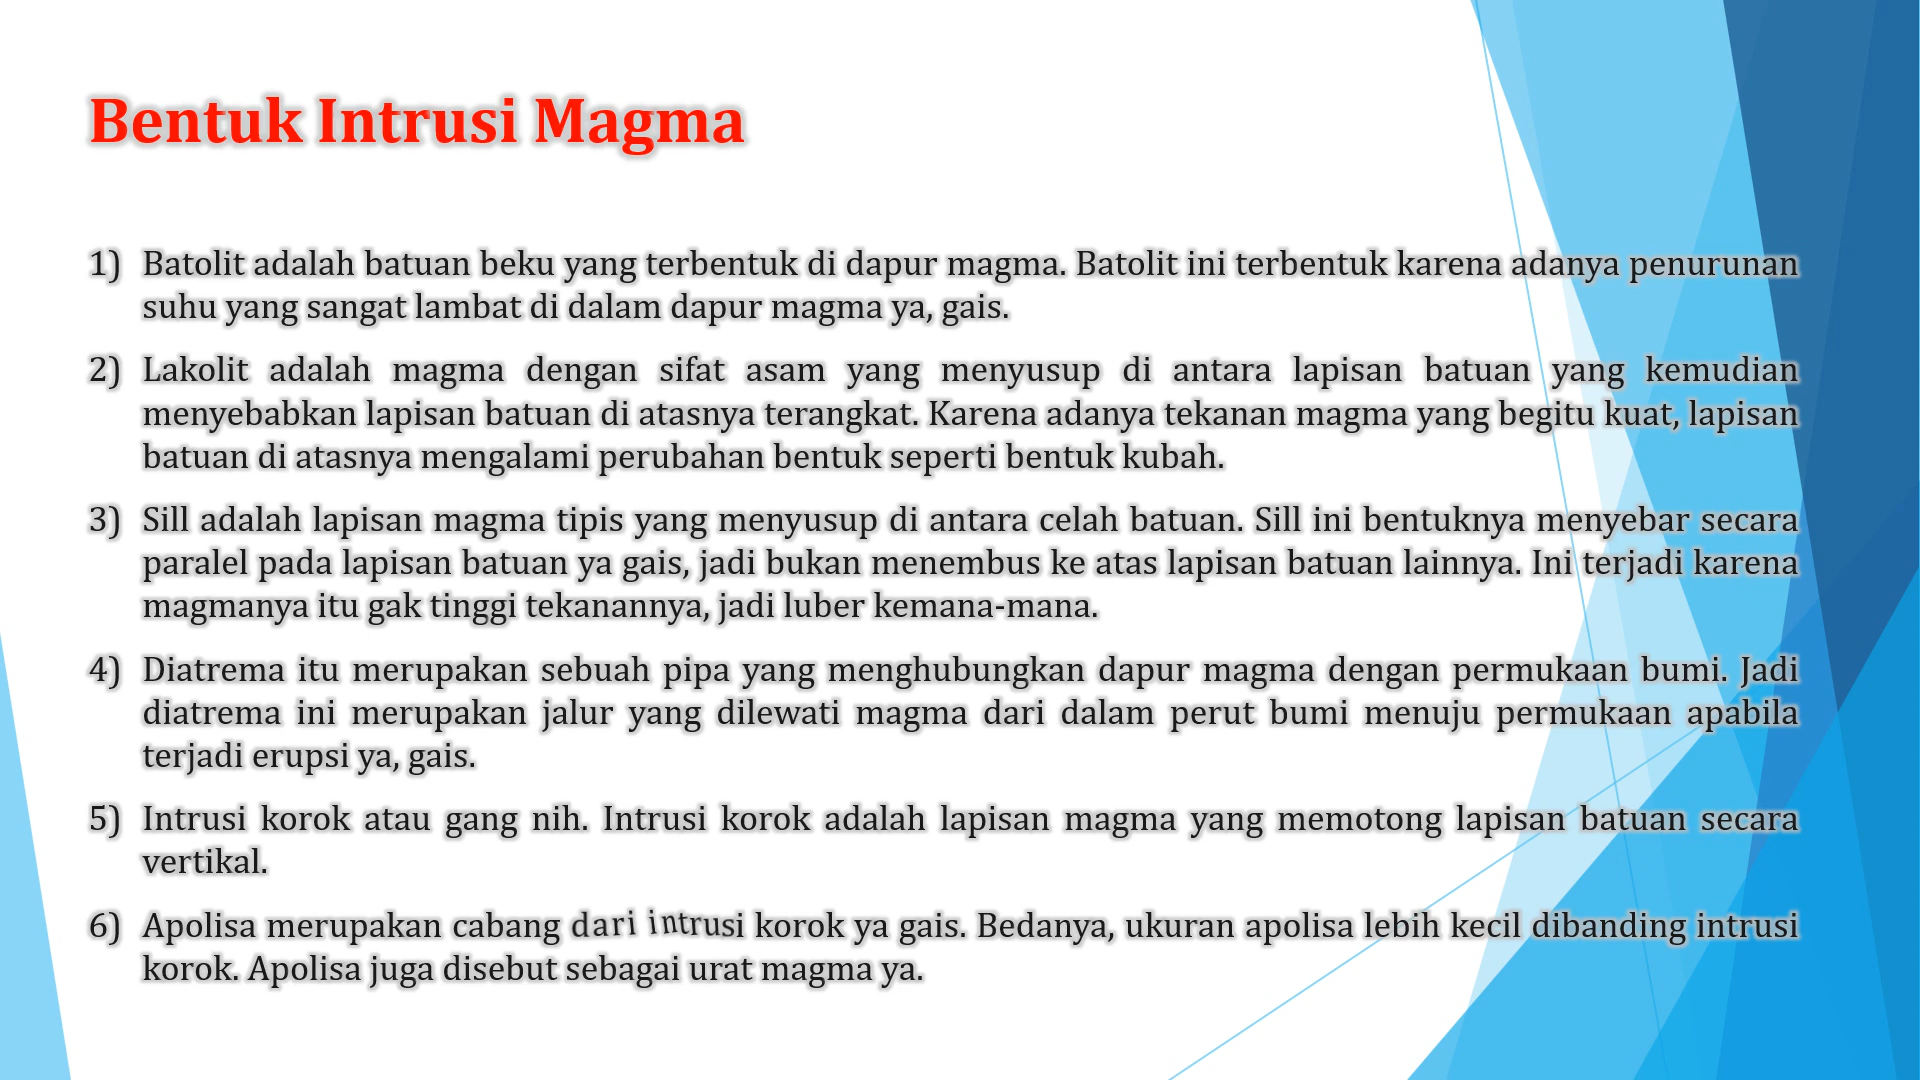 Bentuk Intrusi Magma
1) Batolit adalah batuan beku yang terbentuk di dapur magma. Batolit ini terbentuk karena adanya penurunan
suhu yang sangat lambat di dalam dapur magma ya, gais.
2) Lakolit adalah magma dengan sifat asam yang menyusup di antara lapisan batuan yang kemudian
menyebabkan lapisan batuan di atasnya terangkat. Karena adanya tekanan magma yang begitu kuat, lapisan
batuan di atasnya mengalami perubahan bentuk seperti bentuk kubah.
3) Sill adalah lapisan magma tipis yang menyusup di antara celah batuan. Sill ini bentuknya menyebar secara
paralel pada lapisan batuan ya gais, jadi bukan menembus ke atas lapisan batuan lainnya. Ini terjadi karena
magmanya itu gak tinggi tekanannya, jadi luber kemana-mana.
4) Diatrema itu merupakan sebuah pipa yang menghubungkan dapur magma dengan permukaan bumi. Jadi
diatrema ini merupakan jalur yang dilewati magma dari dalam perut bumi menuju permukaan apabila
terjadi erupsi ya, gais.
5) Intrusi korok atau gang nih. Intrusi korok adalah lapisan magma yang memotong lapisan batuan secara
vertikal.
6) Apolisa merupakan cabang dari intrusi korok ya gais. Bedanya, ukuran apolisa lebih kecil dibanding intrusi
korok. Apolisa juga disebut sebagai urat magma ya.